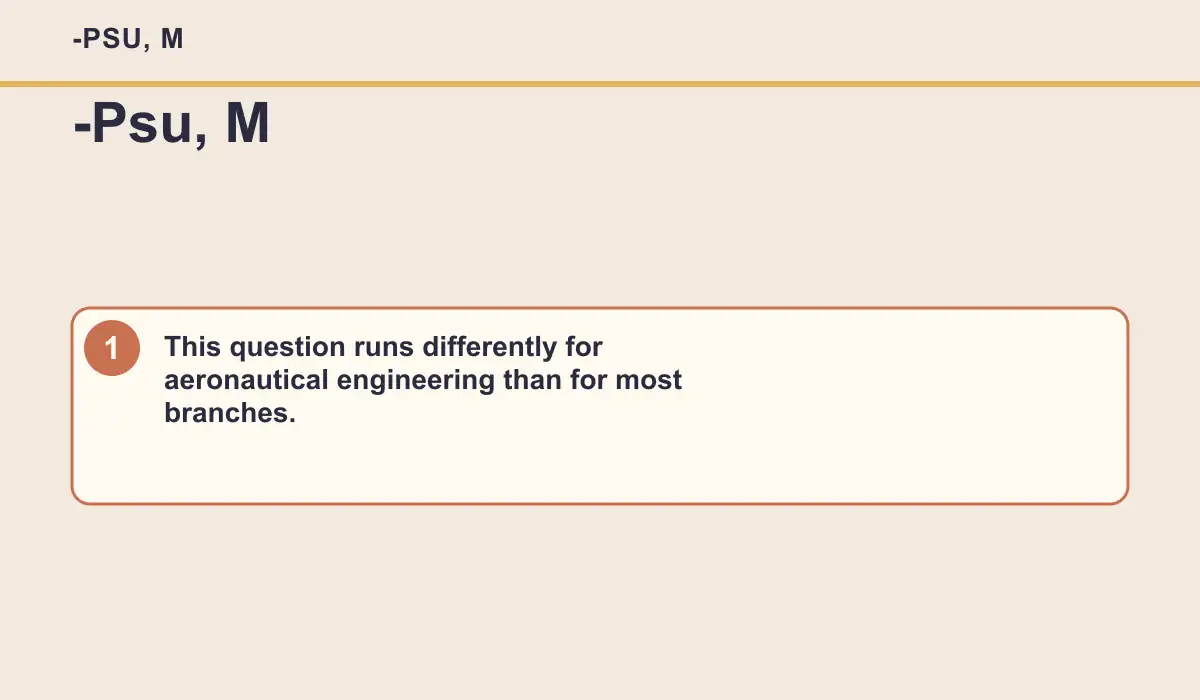 -PSU, M
-Psu, M
1
This question runs differently for
aeronautical engineering than for most
branches.